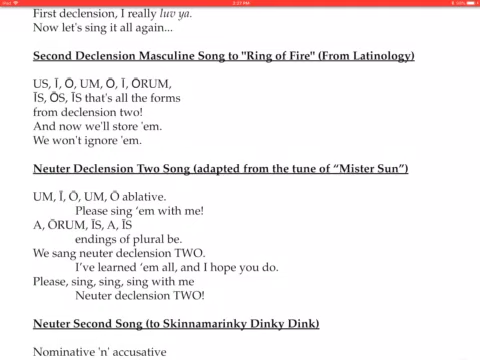 2:27 PM
First declension, I really luv ya.
Now let's sing it all again...
Second Declension Masculine Song to "Ring of Fire" (From Latinology)
US, Ī, Ō, UM, Ō, Ī, ŌRUM,
ĪS, ŌS, ĪS that's all the forms
from declension two!
And now we'll store 'em.
We won't ignore 'em.
Neuter Declension Two Song (adapted from the tune of “Mister Sun”)
UM, Ī, Ō, UM, Ō ablative.
Please sing ‘em with me!
A, ŌRUM, ĪS, A, ĪS
endings of plural be.
We sang neuter declension TWO.
I’ve learned ‘em all, and I hope you do.
Please, sing, sing, sing with me
Neuter declension TWO!
Neuter Second Song (to Skinnamarinky Dinky Dink)
Nominative 'n' accusative